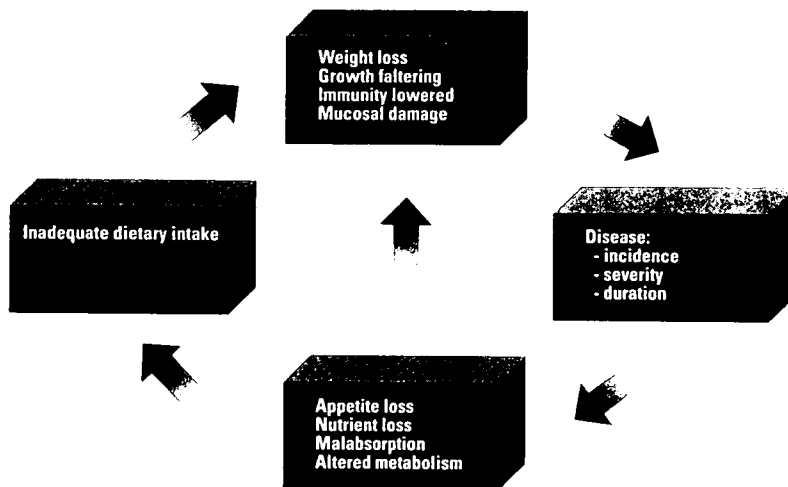 Weight loss
Growth faltering
Immunity lowered
Mucosal damage
Inadequate dietary intake
Disease:
- incidence
- severity
- duration
Appetite loss
Nutrient loss
Malabsorption
Altered metabolism